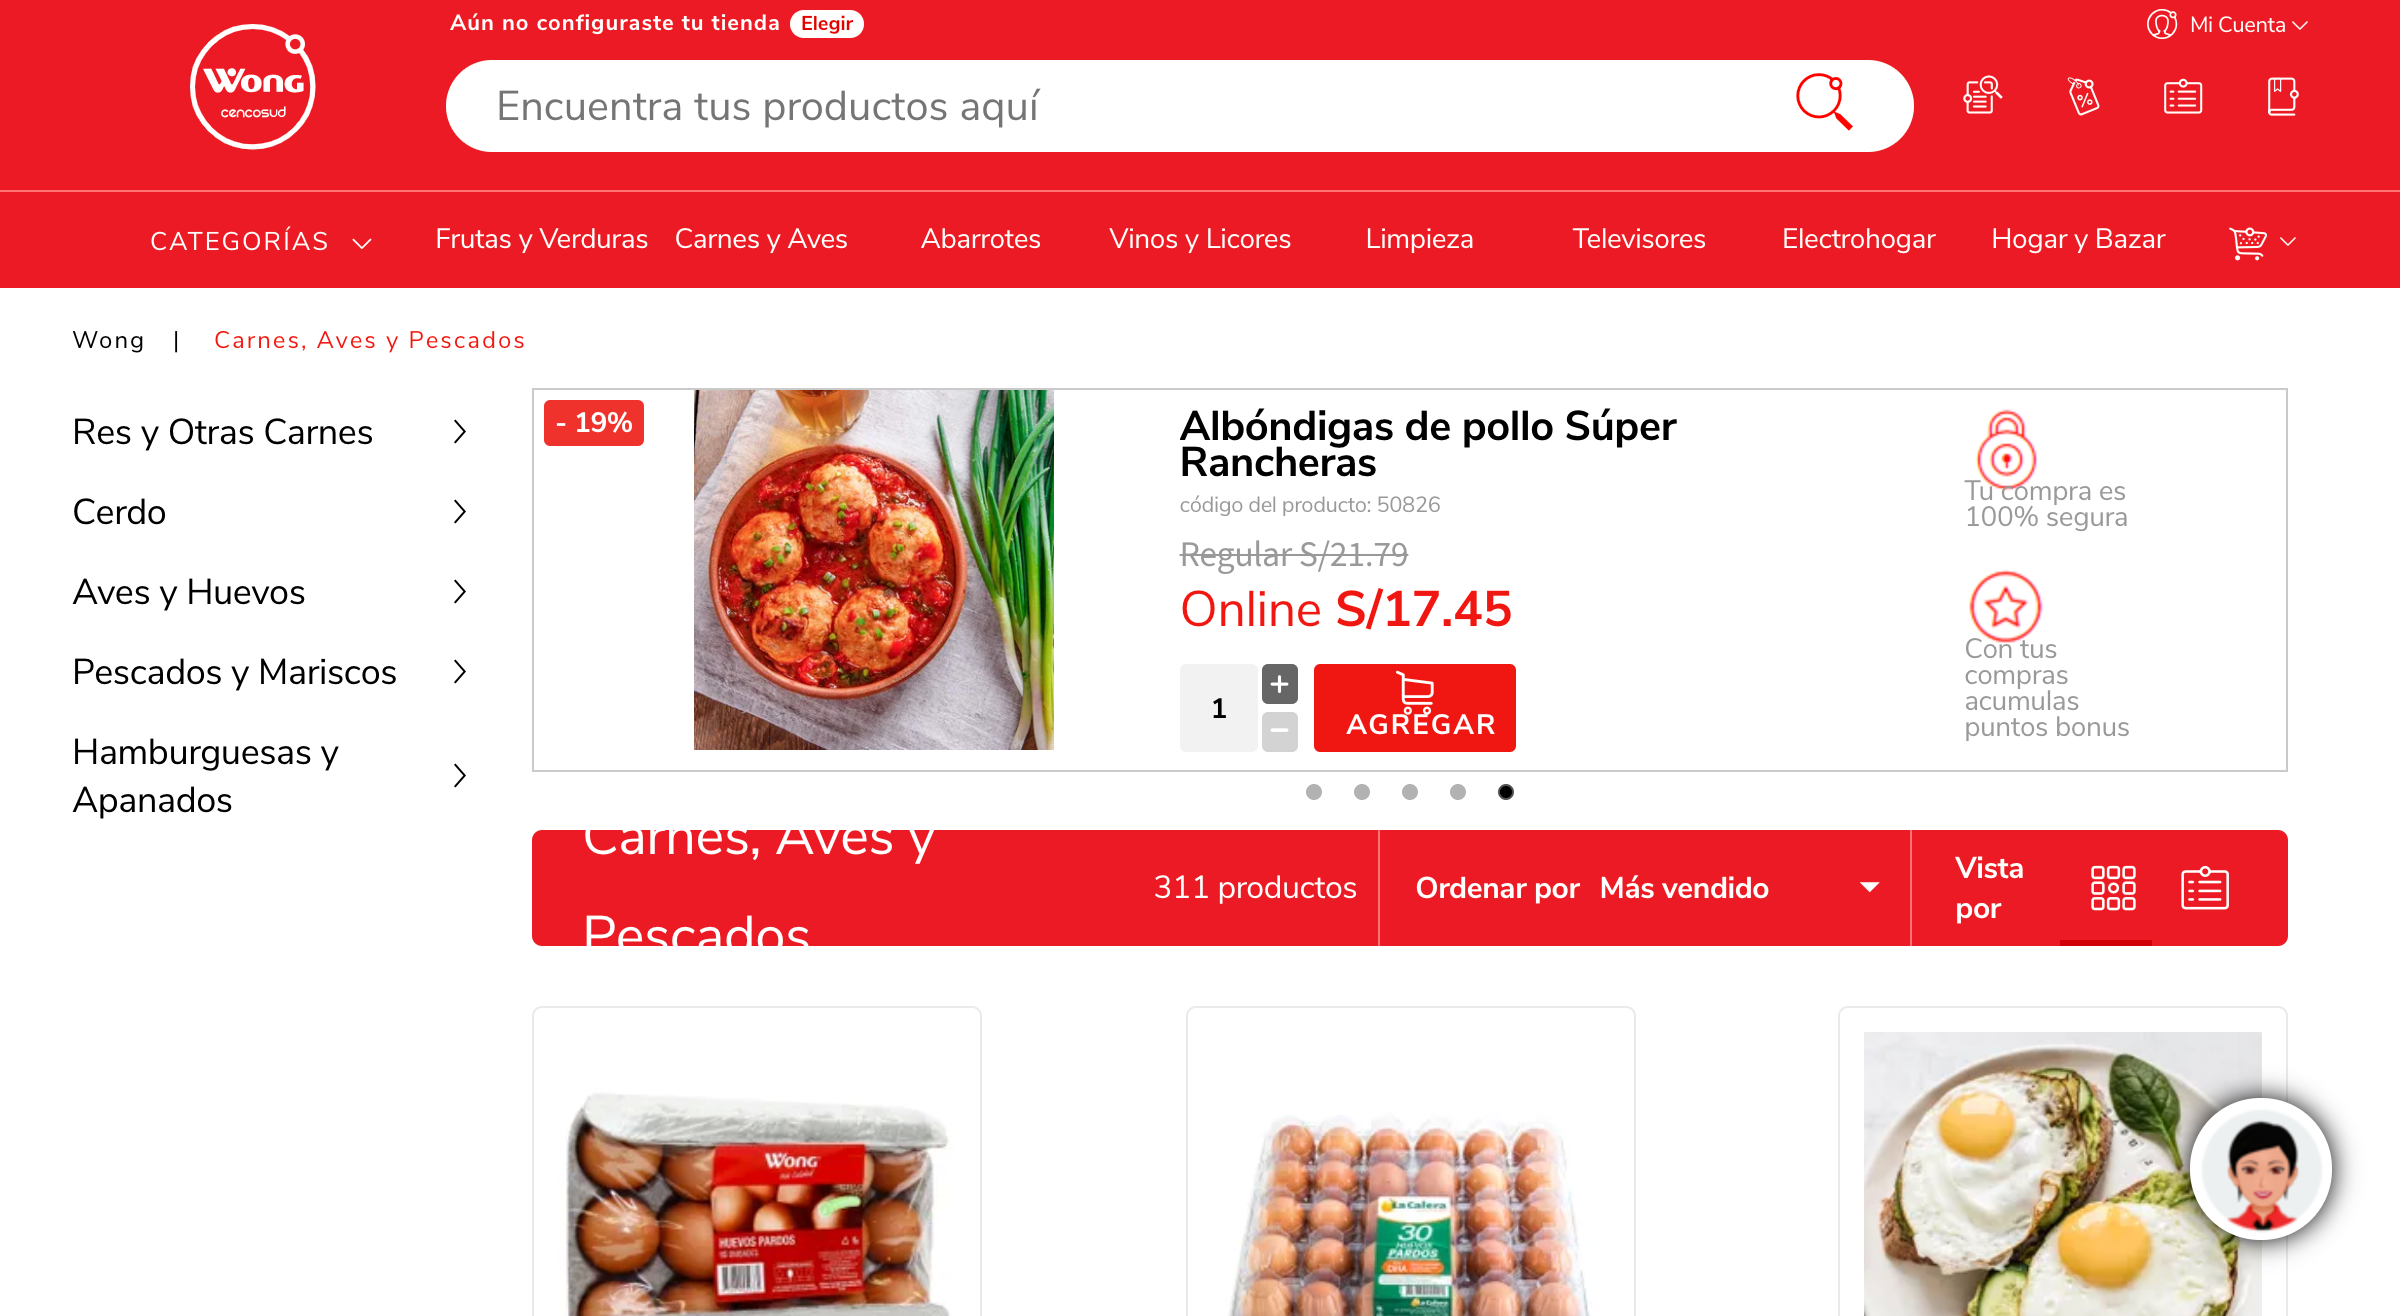 Aún no configuraste tu tienda Elegir
Mi Cuenta
Wong
cencosud
Encuentra tus productos aquí
CATEGORÍAS Frutas y Verduras Carnes y Aves Abarrotes Vinos y Licores Limpieza Televisores Electrohogar Hogar y Bazar
Wong | Carnes, Aves y Pescados
Res y Otras Carnes
Cerdo
Aves y Huevos
Pescados y Mariscos
Hamburguesas y
Apanados
- 19%
Albóndigas de pollo Súper
Rancheras
código del producto: 50826
Regular S/21.79
Online S/17.45
1
+
−
AGREGAR
Tu compra es
100% segura
Con tus
compras
acumulas
puntos bonus
Carnes, Aves y
Pescados
311 productos
Ordenar por Más vendido
Vista
por
Wong
HUEVOS PARDOS
La Calera
30
HUEVOS
PARDOS
La Calera